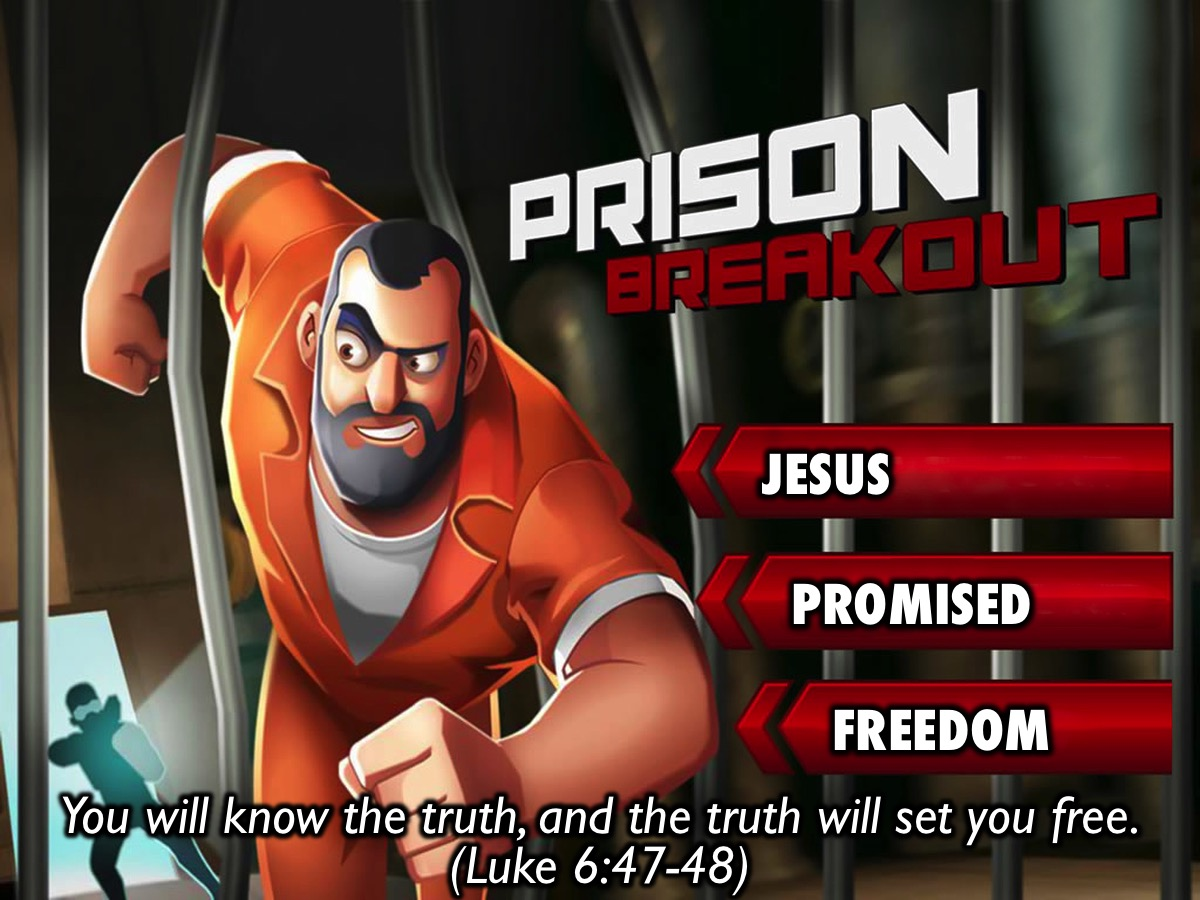 PRISON
BREAKOUT
JESUS
PROMISED
FREEDOM
You will know the truth, and the truth will set you free.
(Luke 6:47-48)